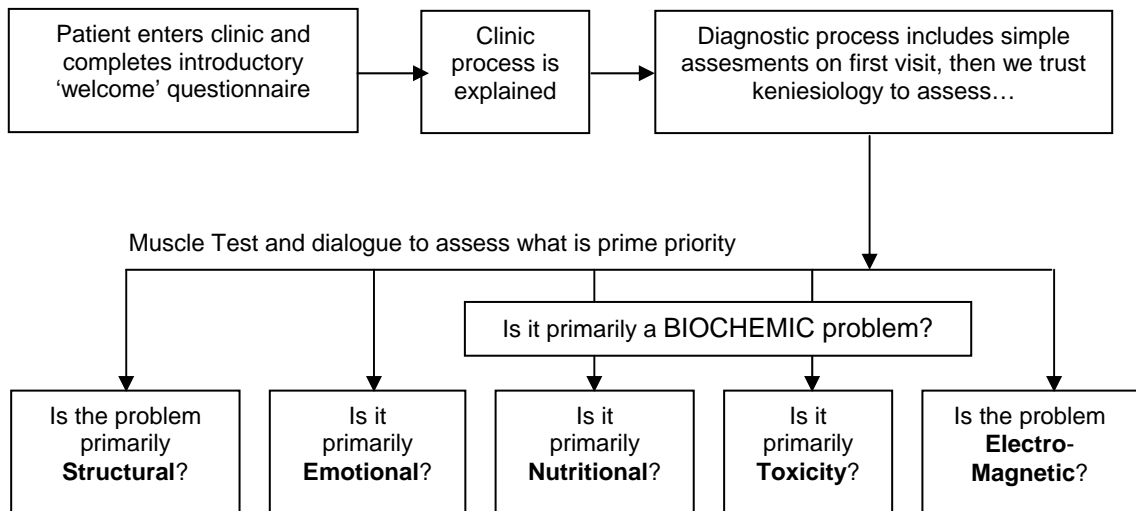 Patient enters clinic and
completes introductory
‘welcome’ questionnaire
Clinic
process is
explained
Diagnostic process includes simple
assesments on first visit, then we trust
keniesiology to assess…
Muscle Test and dialogue to assess what is prime priority
Is it primarily a BIOCHEMIC problem?
Is the problem
primarily
Structural?
Is it
primarily
Emotional?
Is it
primarily
Nutritional?
Is it
primarily
Toxicity?
Is the problem
Electro-
Magnetic?